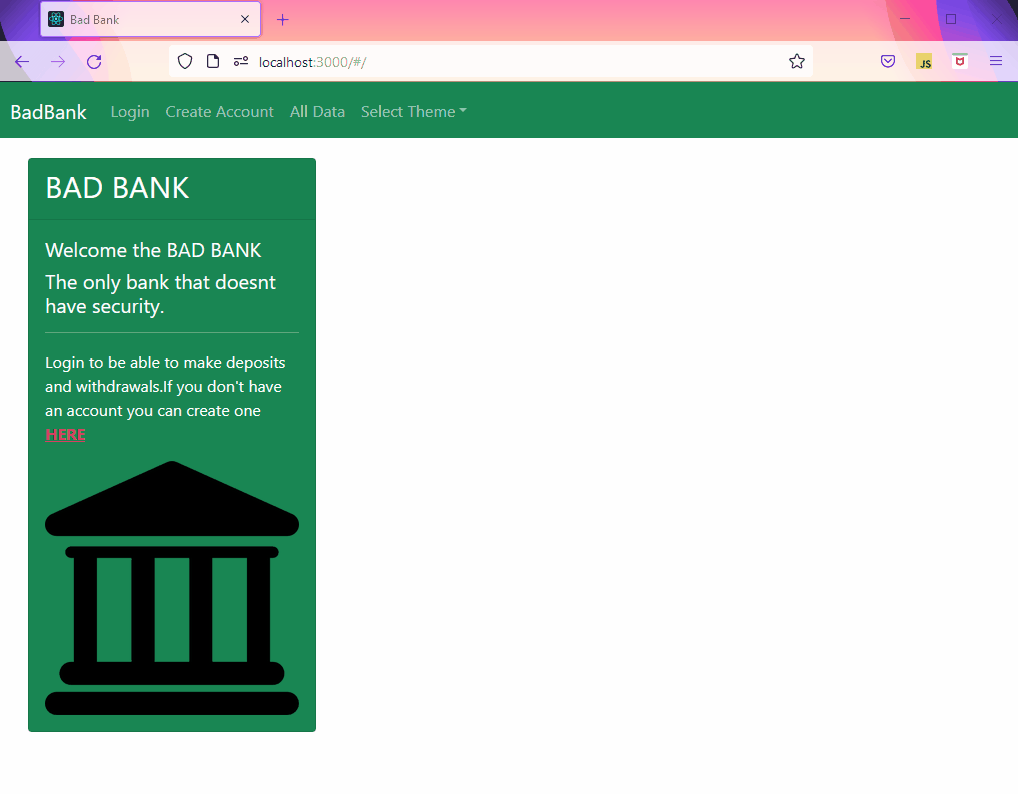 Bad Bank
localhost:3000/#/
JS
BadBank Login Create Account All Data Select Theme
BAD BANK
Welcome the BAD BANK
The only bank that doesnt
have security.
Login to be able to make deposits
and withdrawals.If you don't have
an account you can create one
HERE